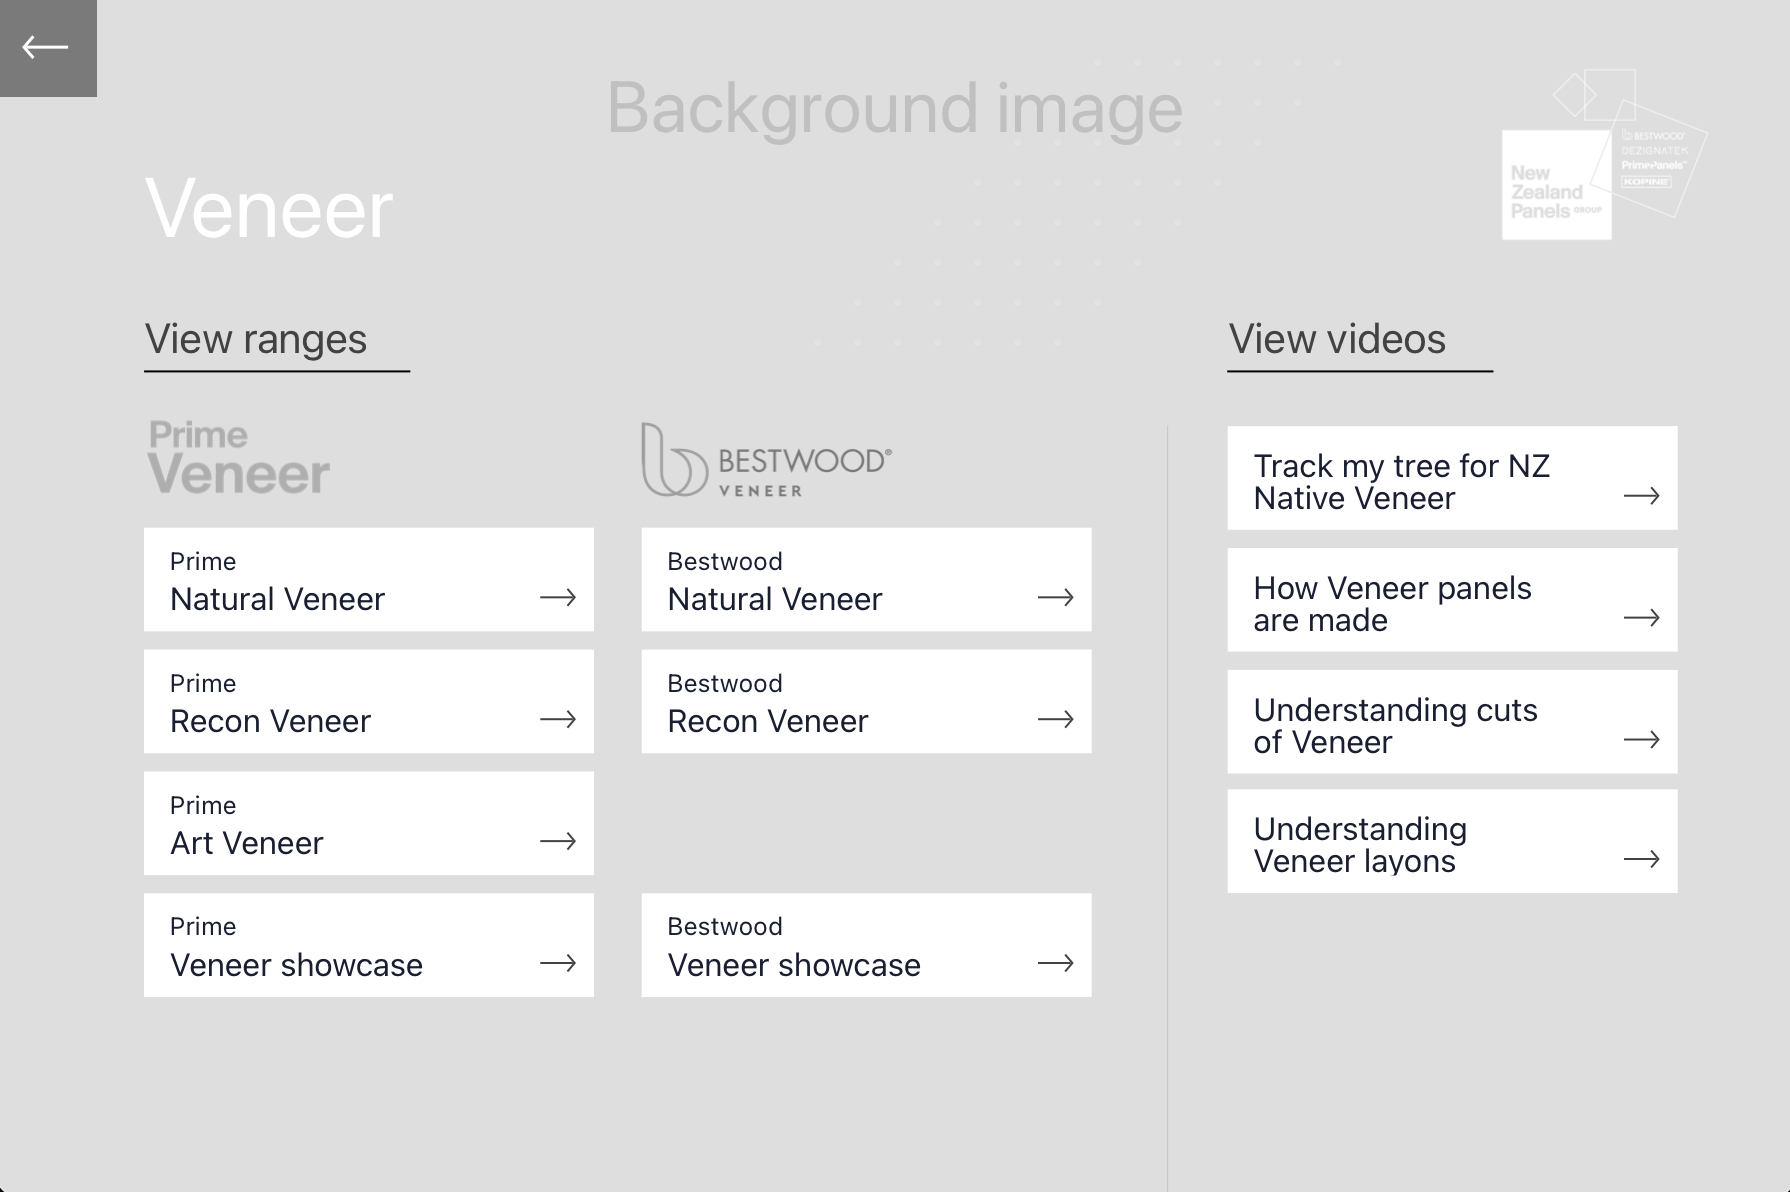 Background image
Veneer
New
Zealand
Panels GROUP
BESTWOOD®
DEZIGNATEK
PrimePanels™
KOPINE
View ranges
Prime
Veneer
Prime
Natural Veneer
Prime
Recon Veneer
Prime
Art Veneer
Prime
Veneer showcase
BESTWOOD®
VENEER
Bestwood
Natural Veneer
Bestwood
Recon Veneer
Bestwood
Veneer showcase
View videos
Track my tree for NZ
Native Veneer
How Veneer panels
are made
Understanding cuts
of Veneer
Understanding
Veneer layons